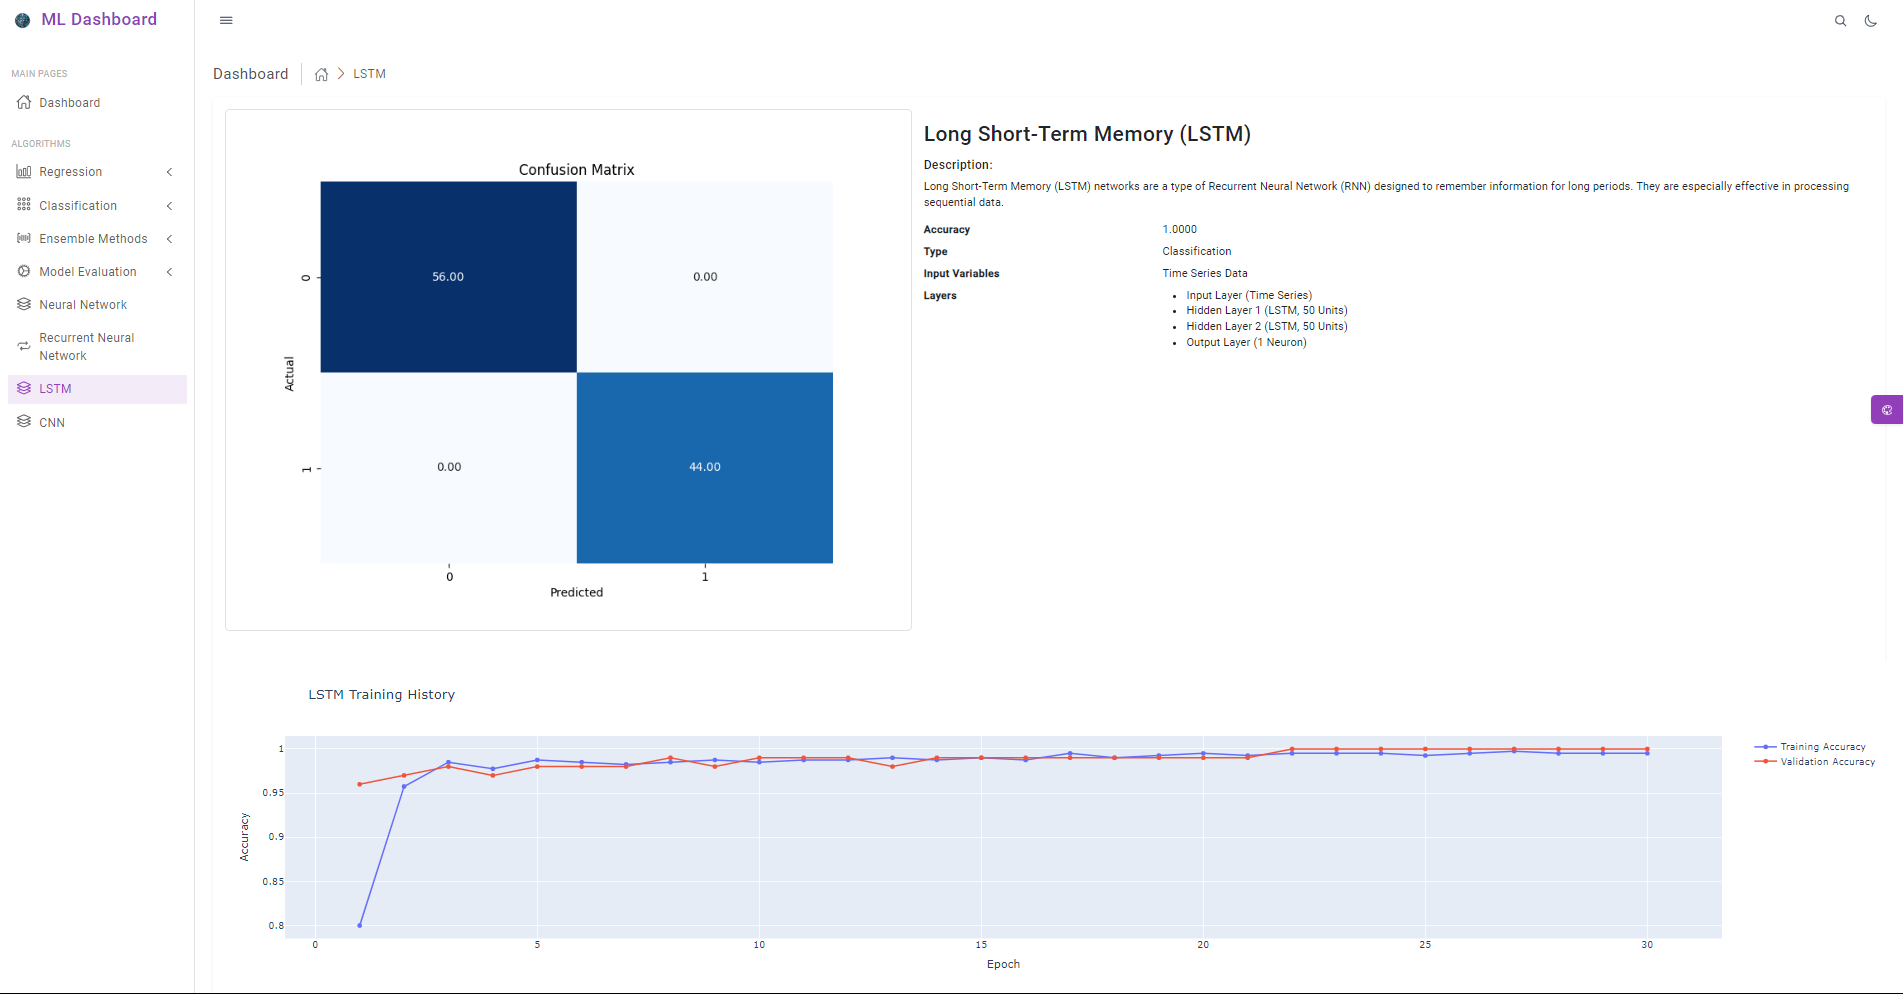 ML Dashboard
MAIN PAGES
Dashboard
ALGORITHMS
Regression
Classification
Ensemble Methods
Model Evaluation
Neural Network
Recurrent Neural
Network
LSTM
CNN
Dashboard
LSTM
Confusion Matrix
56.00
0.00
0.00
44.00
0
1
Actual
0
1
Predicted
Long Short-Term Memory (LSTM)
Description:
Long Short-Term Memory (LSTM) networks are a type of Recurrent Neural Network (RNN) designed to remember information for long periods. They are especially effective in processing
sequential data.
Accuracy 1.0000
Type Classification
Input Variables Time Series Data
Layers
• Input Layer (Time Series)
• Hidden Layer 1 (LSTM, 50 Units)
• Hidden Layer 2 (LSTM, 50 Units)
• Output Layer (1 Neuron)
LSTM Training History
1
0.95
0.9
0.85
0.8
Accuracy
0 5 10 15 20 25 30
Epoch
Training Accuracy
Validation Accuracy